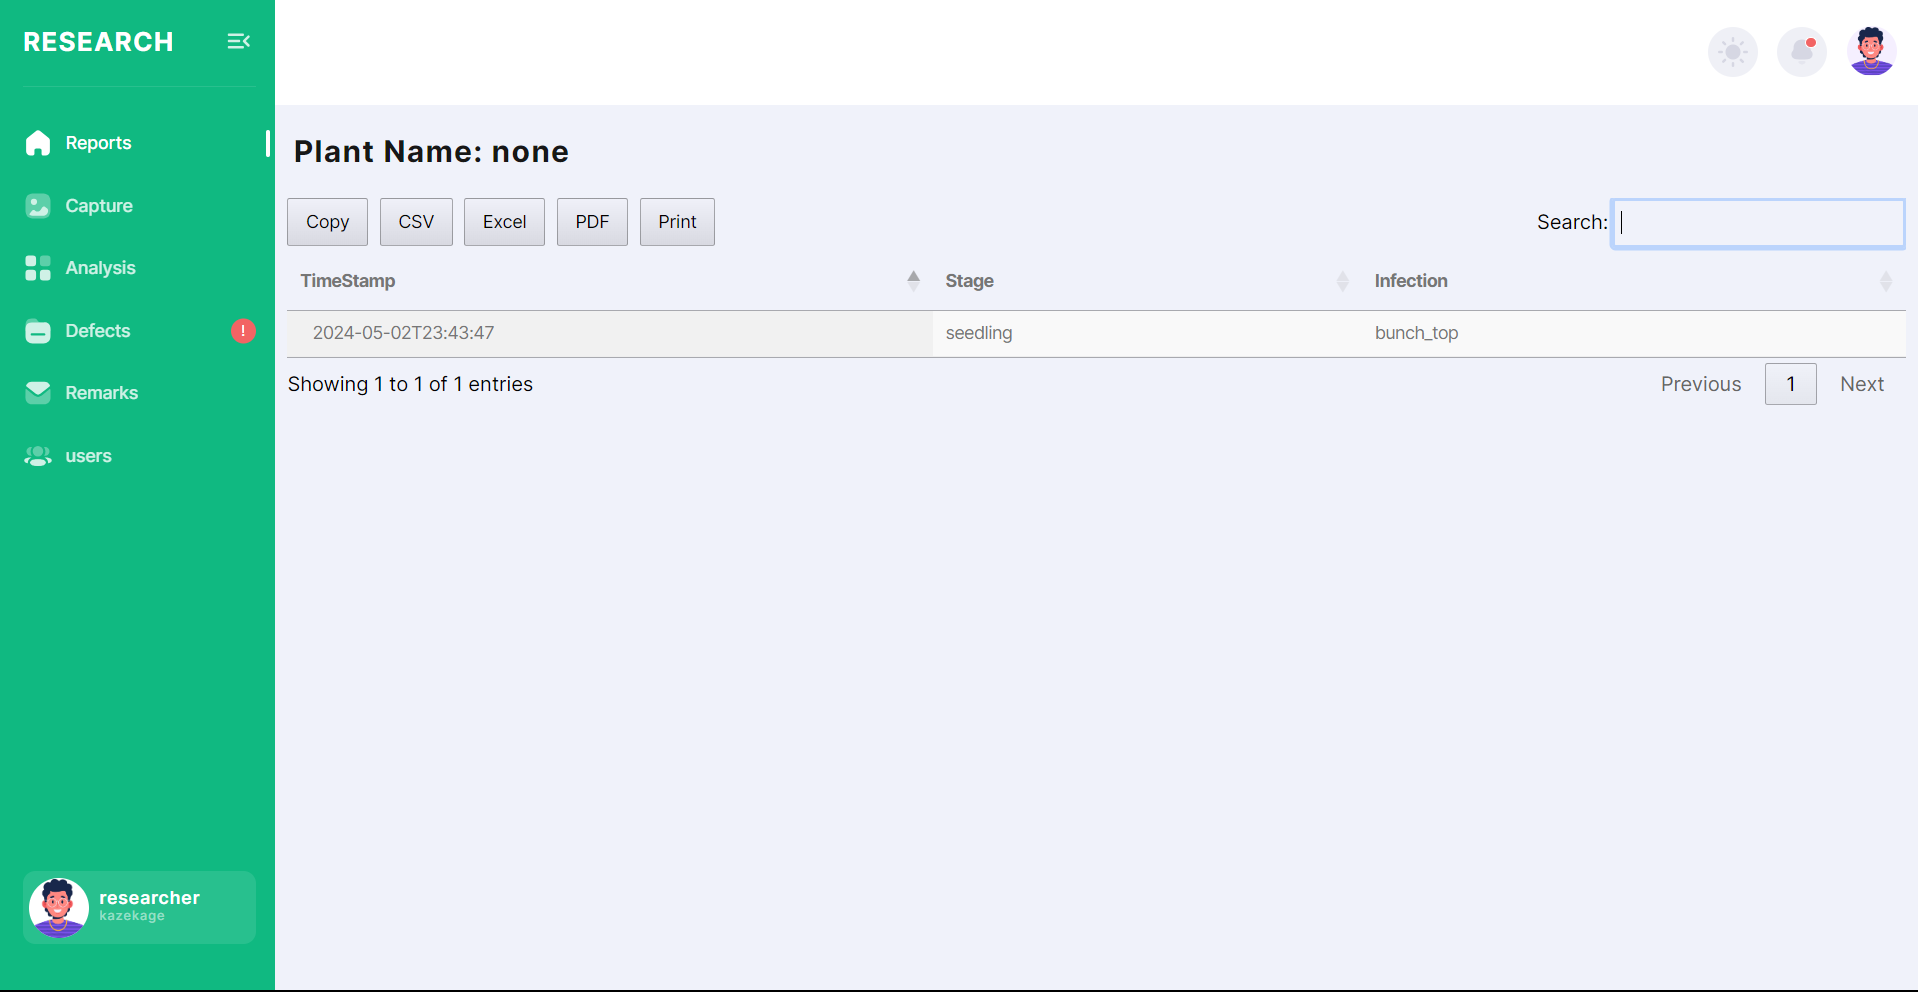 RESEARCH
Reports
Capture
Analysis
Defects !
Remarks
users
researcher
kazekage
Plant Name: none
Copy CSV Excel PDF Print Search:
TimeStamp Stage Infection
2024-05-02T23:43:47 seedling bunch_top
Showing 1 to 1 of 1 entries Previous 1 Next